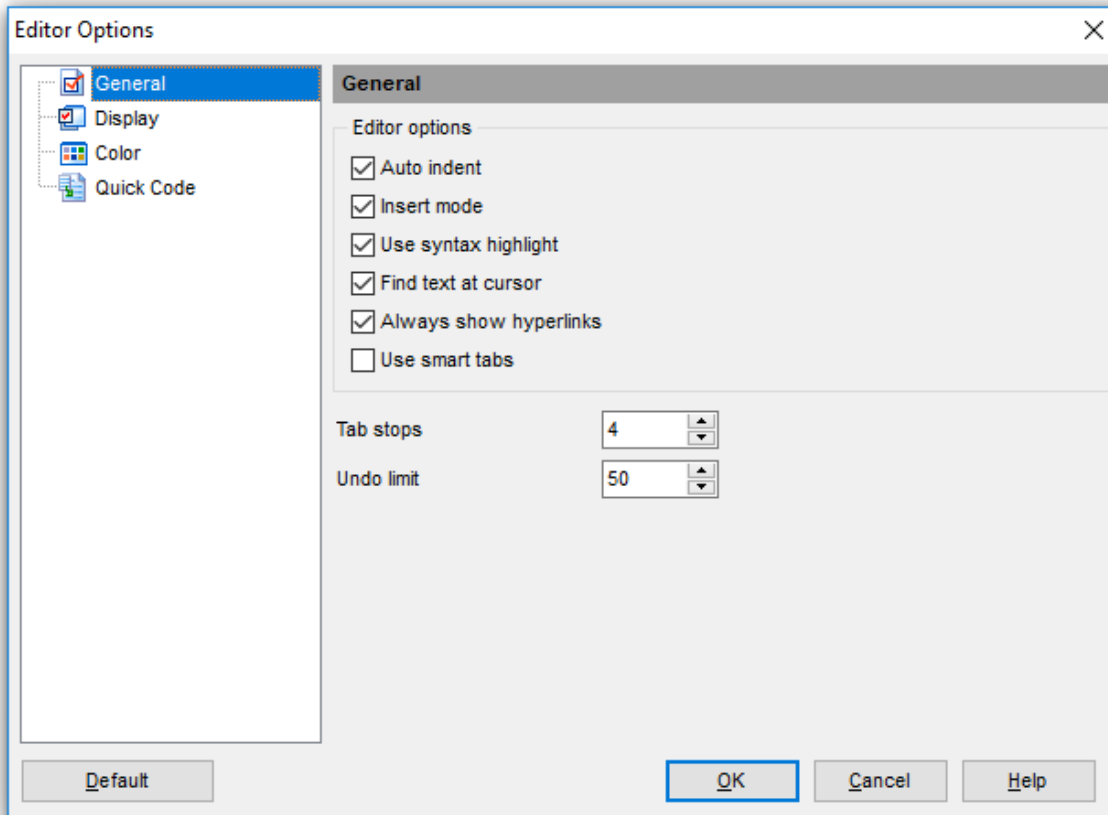 Editor Options
General
Display
Color
Quick Code
General
Editor options
Auto indent
Insert mode
Use syntax highlight
Find text at cursor
Always show hyperlinks
Use smart tabs
Tab stops 4
Undo limit 50
Default OK Cancel Help